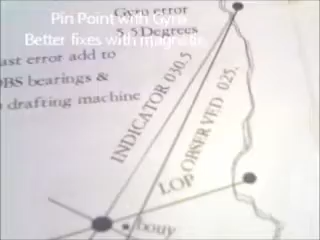 Pin Point with Gyro
Better fixes with magnetic
Gyro error
5.5 Degrees
ast error add to
OBS bearings &
drafting machine
INDICATOR 030.5
OBSERVED 025.
LOP
bouy